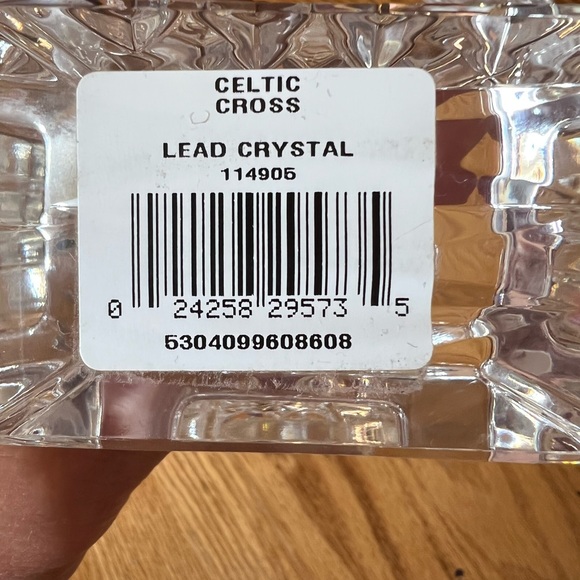 CELTIC
CROSS
LEAD CRYSTAL
114905
0 24258 29573 5
5304099608608